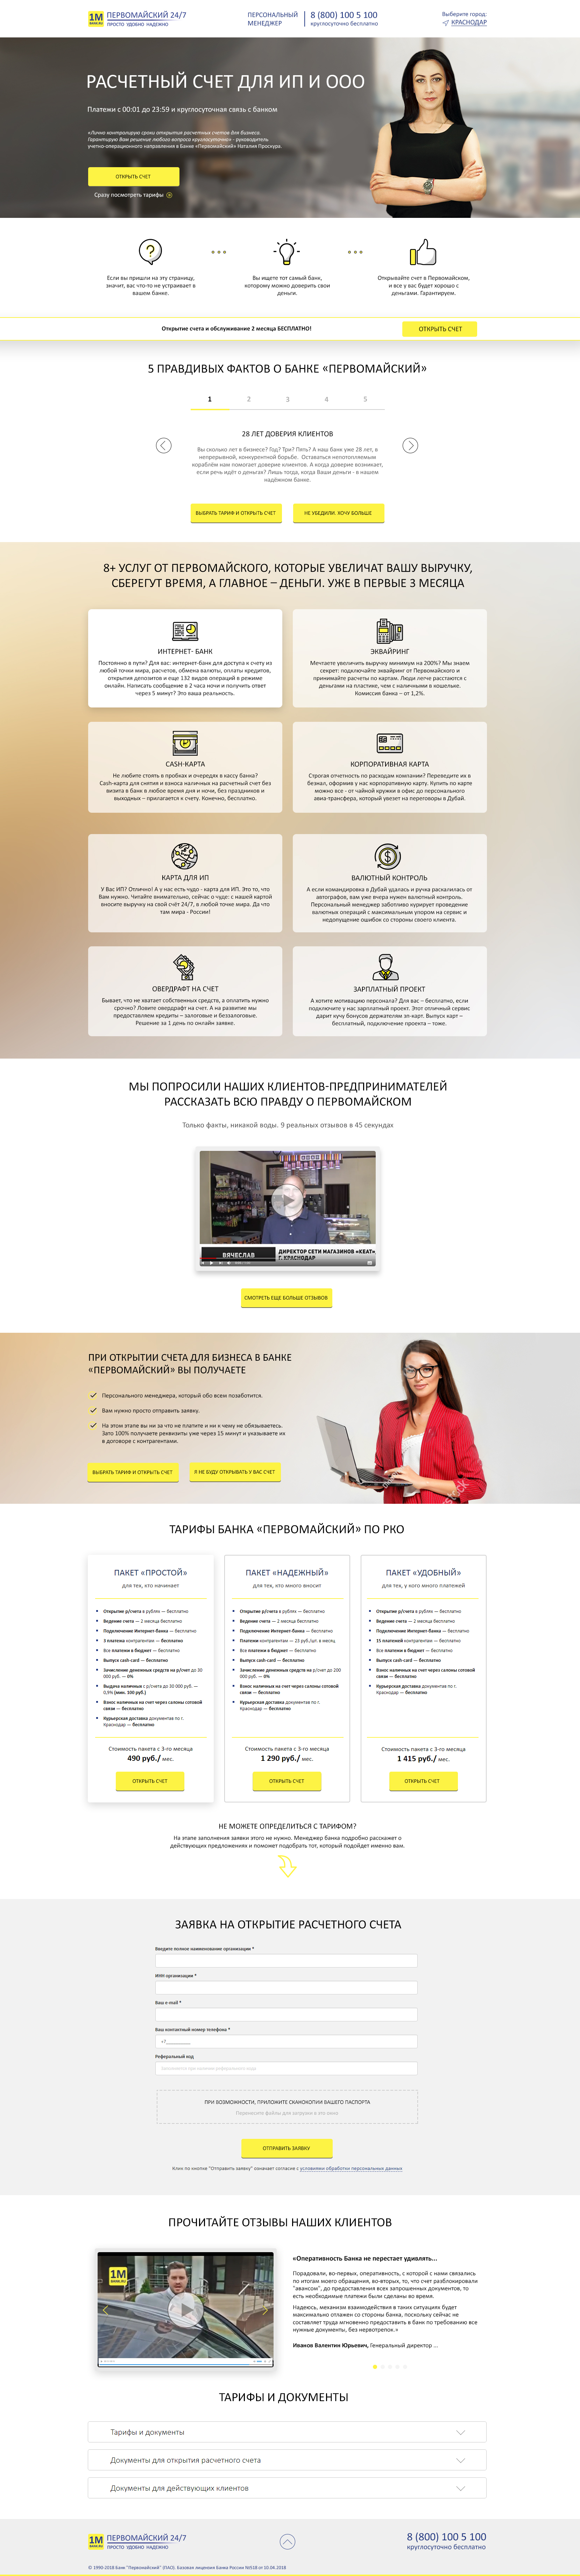 1М
BANK.RU
ПЕРВОМАЙСКИЙ 24/7
ПРОСТО УДОБНО НАДЕЖНО
ПЕРСОНАЛЬНЫЙ
МЕНЕДЖЕР
8 (800) 100 5 100
круглосуточно бесплатно
Выберите город:
КРАСНОДАР
РАСЧЕТНЫЙ СЧЕТ ДЛЯ ИП И ООО
Платежи с 00:01 до 23:59 и круглосуточная связь с банком
«Лично контролирую сроки открытия расчетных счетов для бизнеса.
Гарантирую Вам решение любого вопроса круглосуточно» - руководитель
учетно-операционного направления в Банке «Первомайский» Наталия Проскура.
ОТКРЫТЬ СЧЕТ
Сразу посмотреть тарифы
Если вы пришли на эту страницу,
значит, вас что-то не устраивает в
вашем банке.
Вы ищете тот самый банк,
которому можно доверить свои
деньги.
Открывайте счет в Первомайском,
и все у вас будет хорошо с
деньгами. Гарантируем.
Открытие счета и обслуживание 2 месяца БЕСПЛАТНО!
ОТКРЫТЬ СЧЕТ
5 ПРАВДИВЫХ ФАКТОВ О БАНКЕ «ПЕРВОМАЙСКИЙ»
1 2 3 4 5
28 ЛЕТ ДОВЕРИЯ КЛИЕНТОВ
Вы сколько лет в бизнесе? Год? Три? Пять? А наш банк уже 28 лет, в
непрерывной, конкурентной борьбе. Оставаться непотопляемым
кораблём нам помогает доверие клиентов. А когда доверие возникает,
если речь идёт о деньгах? Лишь тогда, когда Ваши деньги - в нашем
надёжном банке.
ВЫБРАТЬ ТАРИФ И ОТКРЫТЬ СЧЕТ
НЕ УБЕДИЛИ. ХОЧУ БОЛЬШЕ
8+ УСЛУГ ОТ ПЕРВОМАЙСКОГО, КОТОРЫЕ УВЕЛИЧАТ ВАШУ ВЫРУЧКУ,
СБЕРЕГУТ ВРЕМЯ, А ГЛАВНОЕ – ДЕНЬГИ. УЖЕ В ПЕРВЫЕ 3 МЕСЯЦА
ИНТЕРНЕТ- БАНК
Постоянно в пути? Для вас: интернет-банк для доступа к счету из
любой точки мира, расчетов, обмена валюты, оплаты кредитов,
открытия депозитов и еще 132 видов операций в режиме
онлайн. Написать сообщение в 2 часа ночи и получить ответ
через 5 минут? Это ваша реальность.
ЭКВАЙРИНГ
Мечтаете увеличить выручку минимум на 200%? Мы знаем
секрет: подключайте эквайринг от Первомайского и
принимайте расчеты по картам. Люди легче расстаются с
деньгами на пластике, чем с наличными в кошельке.
Комиссия банка – от 1,2%.
CASH-КАРТА
Не любите стоять в пробках и очередях в кассу банка?
Cash-карта для снятия и внесения наличных на расчетный счет без
визита в банк в любое время дня и ночи, без праздников и
выходных – прилагается к счету. Конечно, бесплатно.
КОРПОРАТИВНАЯ КАРТА
Строгая отчетность по расходам компании? Переведите их в
безнал, оформив у нас корпоративную карту. Купить по карте
можно все - от чайной кружки в офис до персонального
авиа-трансфера, который увезет на переговоры в Дубай.
КАРТА ДЛЯ ИП
У Вас ИП? Отлично! А у нас есть чудо - карта для ИП. Это то, что
Вам нужно. Читайте внимательно, сейчас о чуде: с нашей картой
вносите выручку на свой счёт 24/7, в любой точке мира. Да что
там мира - России!
ВАЛЮТНЫЙ КОНТРОЛЬ
А если командировка в Дубай удалась и ручка раскалилась от
автографов, вам уже вчера нужен валютный контроль.
Персональный менеджер заботливо курирует проведение
валютных операций с максимальным упором на сервис и
недопущение ошибок со стороны своего клиента.
ОВЕРДРАФТ НА СЧЕТ
Бывает, что не хватает собственных средств, а оплатить нужно
срочно? Ловите овердрафт на счет. А на развитие мы
предоставляем кредиты – залоговые и беззалоговые.
Решение за 1 день по онлайн заявке.
ЗАРПЛАТНЫЙ ПРОЕКТ
А хотите мотивацию персонала? Для вас – бесплатно, если
подключите у нас зарплатный проект. Этот отличный сервис
дарит кучу бонусов держателям зп-карт. Выпуск карт –
бесплатный, подключение проекта – тоже.
МЫ ПОПРОСИЛИ НАШИХ КЛИЕНТОВ-ПРЕДПРИНИМАТЕЛЕЙ
РАССКАЗАТЬ ВСЮ ПРАВДУ О ПЕРВОМАЙСКОМ
Только факты, никакой воды. 9 реальных отзывов в 45 секундах
ВЯЧЕСЛАВ
ДИРЕКТОР СЕТИ МАГАЗИНОВ «КЕАТ»,
Г. КРАСНОДАР
СМОТРЕТЬ ЕЩЕ БОЛЬШЕ ОТЗЫВОВ
ПРИ ОТКРЫТИИ СЧЕТА ДЛЯ БИЗНЕСА В БАНКЕ
«ПЕРВОМАЙСКИЙ» ВЫ ПОЛУЧАЕТЕ
Персонального менеджера, который обо всем позаботится.
Вам нужно просто отправить заявку.
На этом этапе вы ни за что не платите и ни к чему не обязываетесь.
Зато 100% получаете реквизиты уже через 15 минут и указываете их
в договоре с контрагентами.
ВЫБРАТЬ ТАРИФ И ОТКРЫТЬ СЧЕТ
Я НЕ БУДУ ОТКРЫВАТЬ У ВАС СЧЕТ
ТАРИФЫ БАНКА «ПЕРВОМАЙСКИЙ» ПО РКО
ПАКЕТ «ПРОСТОЙ»
для тех, кто начинает
Открытие р/счета в рублях — бесплатно
Ведение счета — 2 месяца бесплатно
Подключение Интернет-банка — бесплатно
3 платежа контрагентам — бесплатно
Все платежи в бюджет — бесплатно
Выпуск cash-card — бесплатно
Зачисление денежных средств на р/счет до 30
000 руб. — 0%
Выдача наличных с р/счета до 30 000 руб. —
0,9% (мин. 100 руб.)
Взнос наличных на счет через салоны сотовой
связи — бесплатно
Курьерская доставка документов по г.
Краснодар — бесплатно
Стоимость пакета с 3-го месяца
490 руб./ мес.
ОТКРЫТЬ СЧЕТ
ПАКЕТ «НАДЕЖНЫЙ»
для тех, кто много вносит
Открытие р/счета в рублях — бесплатно
Ведение счета — 2 месяца бесплатно
Подключение Интернет-банка — бесплатно
Платежи контрагентам — 23 руб./шт. в месяц
Все платежи в бюджет — бесплатно
Выпуск cash-card — бесплатно
Зачисление денежных средств на р/счет до 200
000 руб. — 0%
Взнос наличных на счет через салоны сотовой
связи — бесплатно
Курьерская доставка документов по г.
Краснодар — бесплатно
Стоимость пакета с 3-го месяца
1 290 руб./ мес.
ОТКРЫТЬ СЧЕТ
ПАКЕТ «УДОБНЫЙ»
для тех, у кого много платежей
Открытие р/счета в рублях — бесплатно
Ведение счета — 2 месяца бесплатно
Подключение Интернет-банка — бесплатно
15 платежей контрагентам — бесплатно
Все платежи в бюджет — бесплатно
Выпуск cash-card — бесплатно
Взнос наличных на счет через салоны сотовой
связи — бесплатно
Курьерская доставка документов по г.
Краснодар — бесплатно
Стоимость пакета с 3-го месяца
1 415 руб./ мес.
ОТКРЫТЬ СЧЕТ
НЕ МОЖЕТЕ ОПРЕДЕЛИТЬСЯ С ТАРИФОМ?
На этапе заполнения заявки этого не нужно. Менеджер банка подробно расскажет о
действующих предложениях и поможет подобрать тот, который подойдет именно вам.
ЗАЯВКА НА ОТКРЫТИЕ РАСЧЕТНОГО СЧЕТА
Введите полное наименование организации *
ИНН организации *
Ваш e-mail *
Ваш контактный номер телефона *
+7__________
Реферальный код
Заполняется при наличии реферального кода
ПРИ ВОЗМОЖНОСТИ, ПРИЛОЖИТЕ СКАНОКОПИИ ВАШЕГО ПАСПОРТА
Перенесите файлы для загрузки в это окно
ОТПРАВИТЬ ЗАЯВКУ
Клик по кнопке "Отправить заявку" означает согласие с условиями обработки персональных данных
ПРОЧИТАЙТЕ ОТЗЫВЫ НАШИХ КЛИЕНТОВ
1М
BANK.RU
«Оперативность Банка не перестает удивлять...
Порадовали, во-первых, оперативность, с которой с нами связались
по итогам моего обращения, во-вторых, то, что счет разблокировали
"авансом", до предоставления всех запрошенных документов, то
есть необходимые платежи были сделаны во время.
Надеюсь, механизм взаимодействия в таких ситуациях будет
максимально отлажен со стороны банка, поскольку сейчас не
составляет труда мгновенно предоставить в банк по требованию все
нужные документы, без нервотрепок.»
Иванов Валентин Юрьевич, Генеральный директор ...
ТАРИФЫ И ДОКУМЕНТЫ
Тарифы и документы
Документы для открытия расчетного счета
Документы для действующих клиентов
1М
BANK.RU
ПЕРВОМАЙСКИЙ 24/7
ПРОСТО УДОБНО НАДЕЖНО
8 (800) 100 5 100
круглосуточно бесплатно
© 1990-2018 Банк "Первомайский" (ПАО). Базовая лицензия Банка России №518 от 10.04.2018